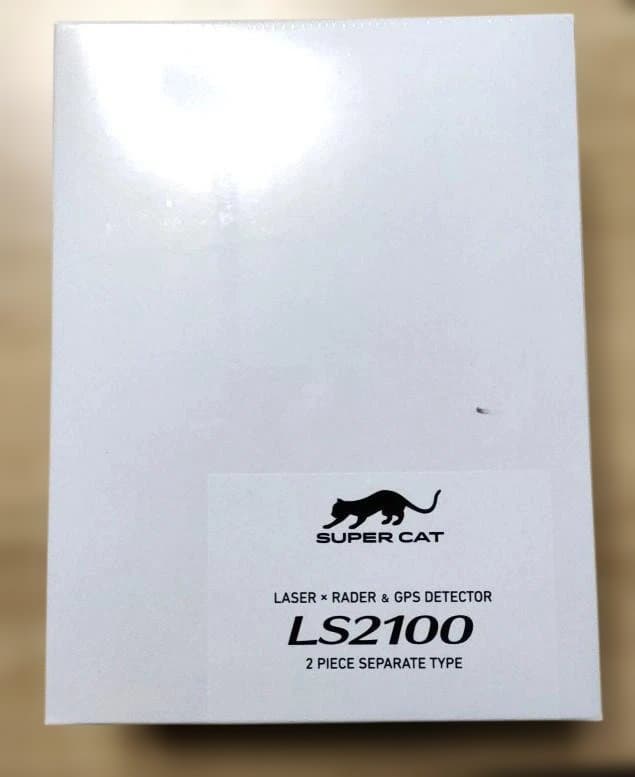 SUPER CAT
LASER × RADER & GPS DETECTOR
LS2100
2 PIECE SEPARATE TYPE